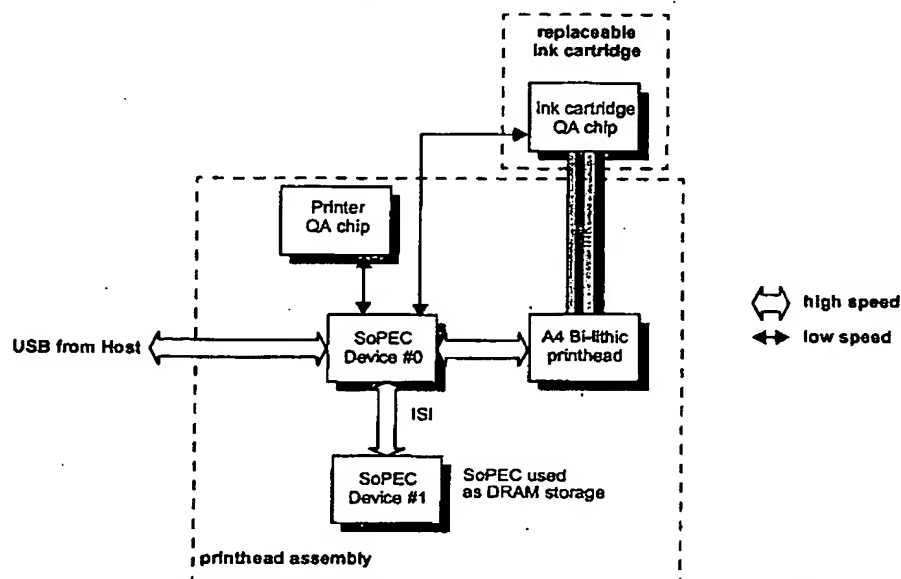 replaceable
ink cartridge
Ink cartridge
QA chip
Printer
QA chip
ink
high speed
low speed
USB from Host
SoPEC
Device #0
A4 Bi-lithic
printhead
ISI
SoPEC
Device #1
SoPEC used
as DRAM storage
printhead assembly